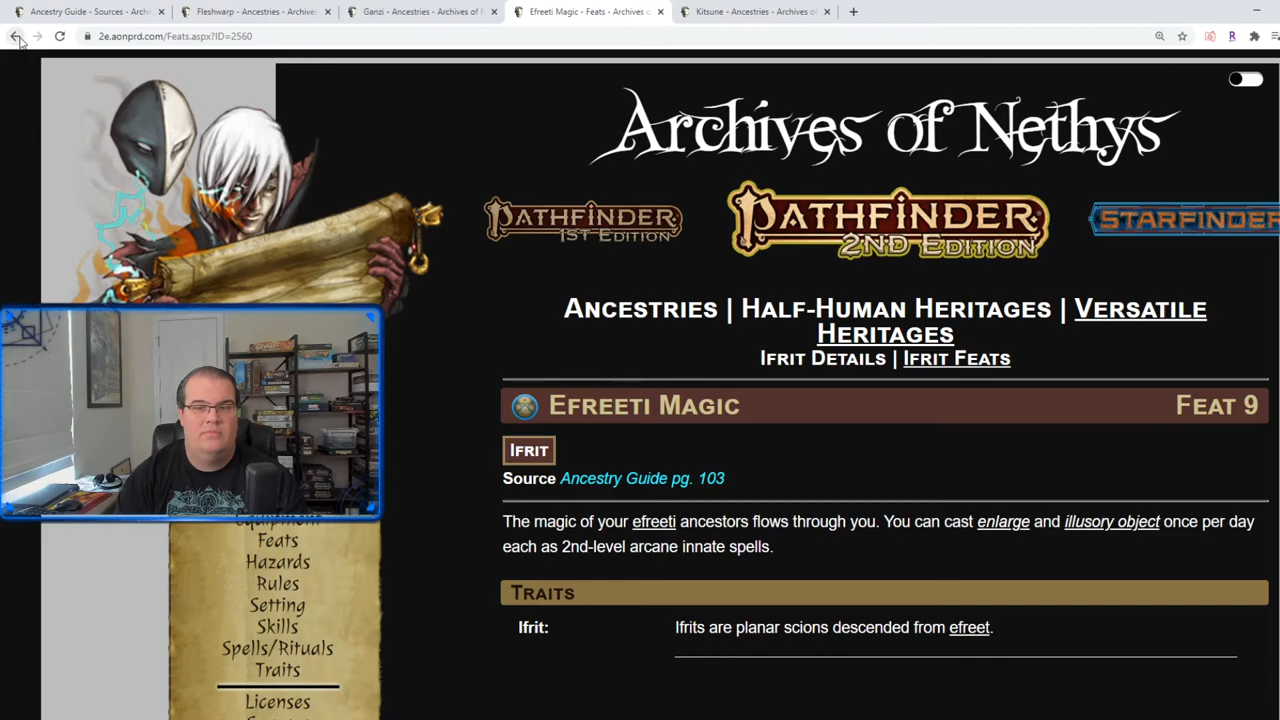 Ancestry Guide - Sources - Archi
Fleshwarp - Ancestries - Archives
Ganzi - Ancestries - Archives of N
Efreeti Magic - Feats - Archives o
Kitsune - Ancestries - Archives of
2e.aonprd.com/Feats.aspx?ID=2560
Archives of Nethys
PATHFINDER
1ST EDITION
PATHFINDER
2ND EDITION
STARFINDER
ANCESTRIES | HALF-HUMAN HERITAGES | VERSATILE
HERITAGES
IFRIT DETAILS | IFRIT FEATS
EFREETI MAGIC FEAT 9
IFRIT
Source Ancestry Guide pg. 103
The magic of your efreeti ancestors flows through you. You can cast enlarge and illusory object once per day
each as 2nd-level arcane innate spells.
TRAITS
Ifrit: Ifrits are planar scions descended from efreet.
Equipment
Feats
Hazards
Rules
Setting
Skills
Spells/Rituals
Traits
Licenses